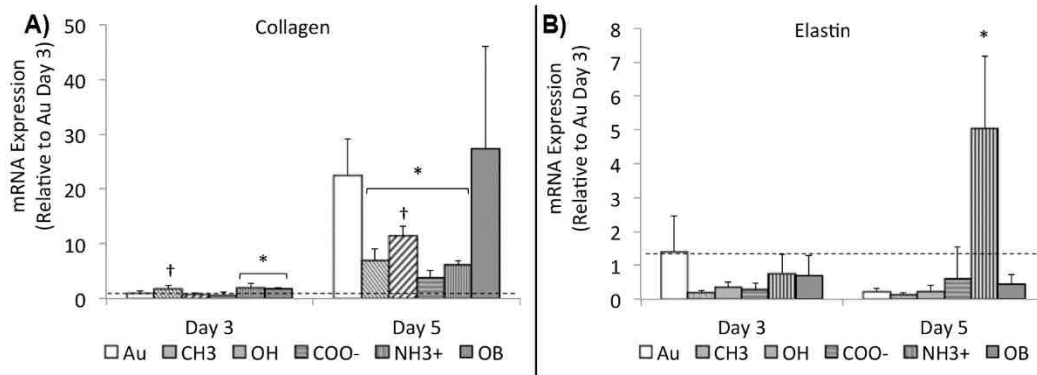 A)
Collagen
mRNA Expression
(Relative to Au Day 3)
50
40
30
20
10
0
†
*
*
†
Day 3
Day 5
Au
CH3
OH
COO-
NH3+
OB
B)
Elastin
mRNA Expression
(Relative to Au Day 3)
8
7
6
5
4
3
2
1
0
*
Day 3
Day 5
Au
CH3
OH
COO-
NH3+
OB